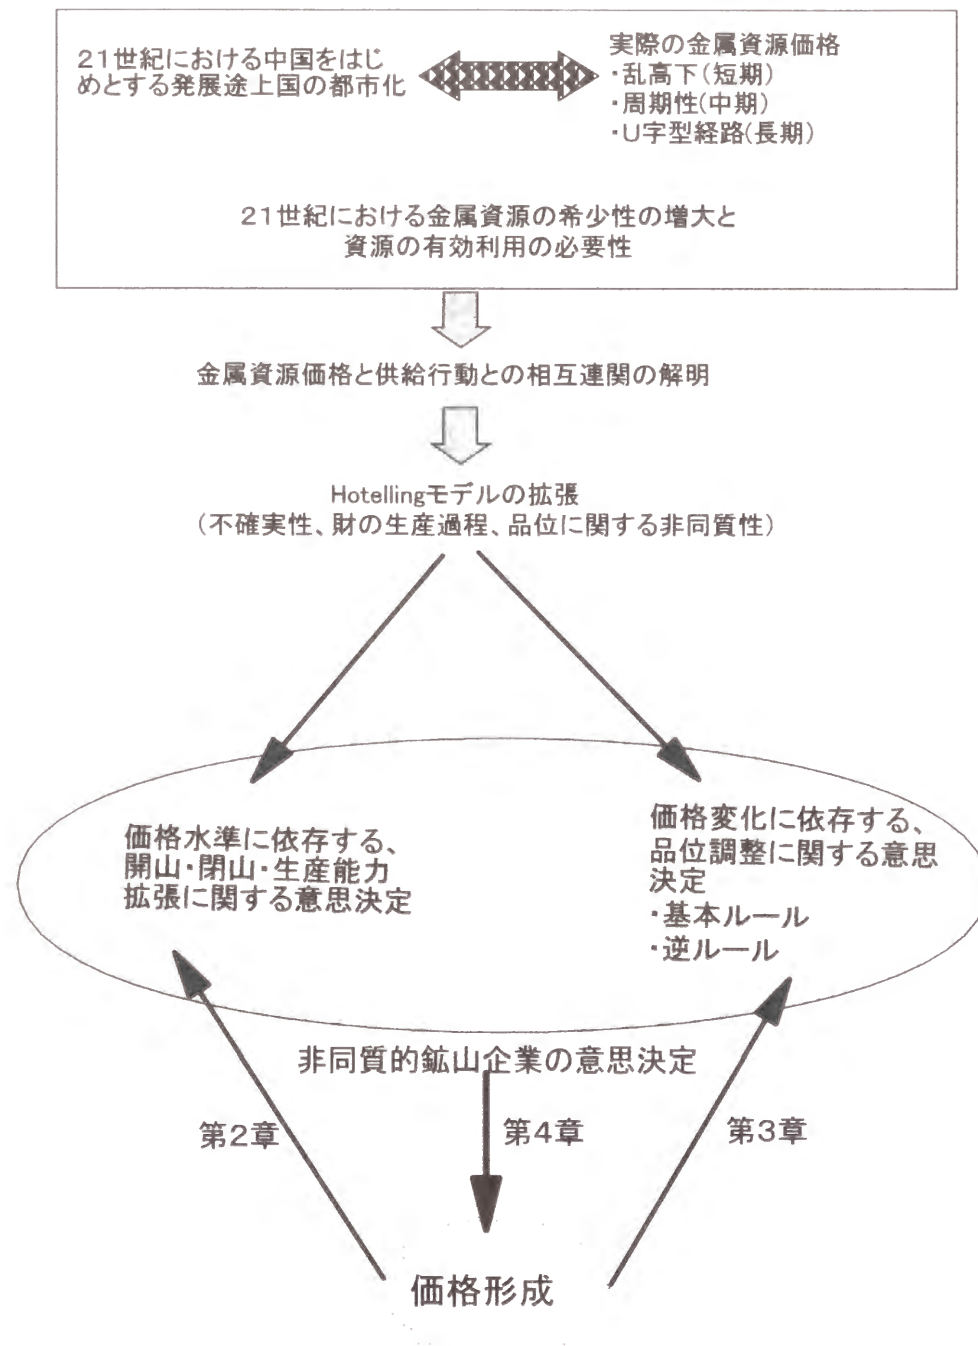 21世紀における中国をはじ
めとする発展途上国の都市化
実際の金属資源価格
・乱高下(短期)
・周期性(中期)
・U字型経路(長期)
21世紀における金属資源の希少性の増大と
資源の有効利用の必要性
金属資源価格と供給行動との相互連関の解明
Hotellingモデルの拡張
(不確実性、財の生産過程、品位に関する非同質性)
価格水準に依存する、
開山・閉山・生産能力
拡張に関する意思決定
価格変化に依存する、
品位調整に関する意思
決定
・基本ルール
・逆ルール
非同質的鉱山企業の意思決定
第2章
第4章
第3章
価格形成